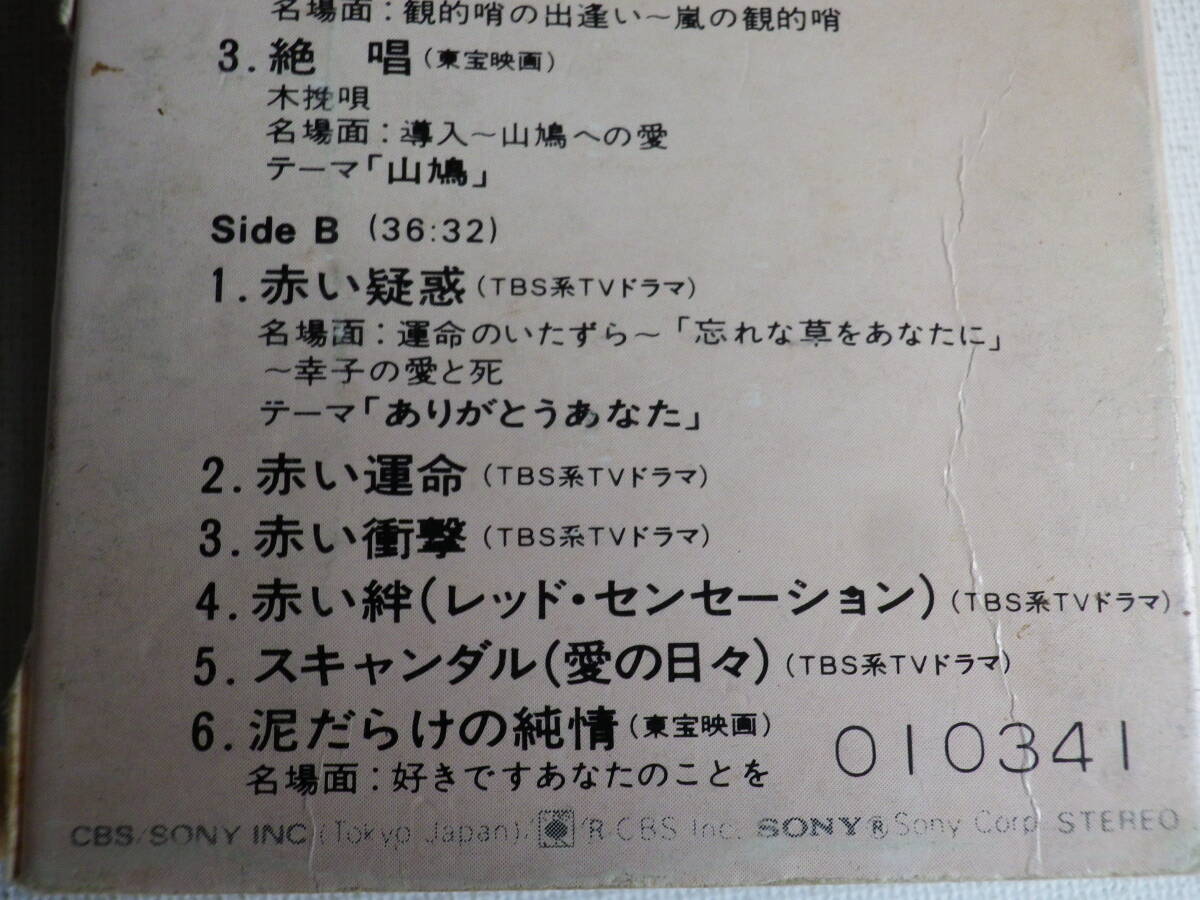 名場面：観的哨の出逢い～嵐の観的哨
3. 絶　唱（東宝映画）
木挽唄
名場面：導入～山鳩への愛
テーマ「山鳩」
Side B (36:32)
1. 赤い疑惑（TBS系TVドラマ）
名場面：運命のいたずら～「忘れな草をあなたに」
～幸子の愛と死
テーマ「ありがとうあなた」
2. 赤い運命（TBS系TVドラマ）
3. 赤い衝撃（TBS系TVドラマ）
4. 赤い絆（レッド・センセーション）（TBS系TVドラマ）
5. スキャンダル（愛の日々）（TBS系TVドラマ）
6. 泥だらけの純情（東宝映画）
名場面：好きですあなたのことを
010341
CBS/SONY INC (Tokyo Japan)/ /R CBS Inc. SONY® Sony Corp STEREO